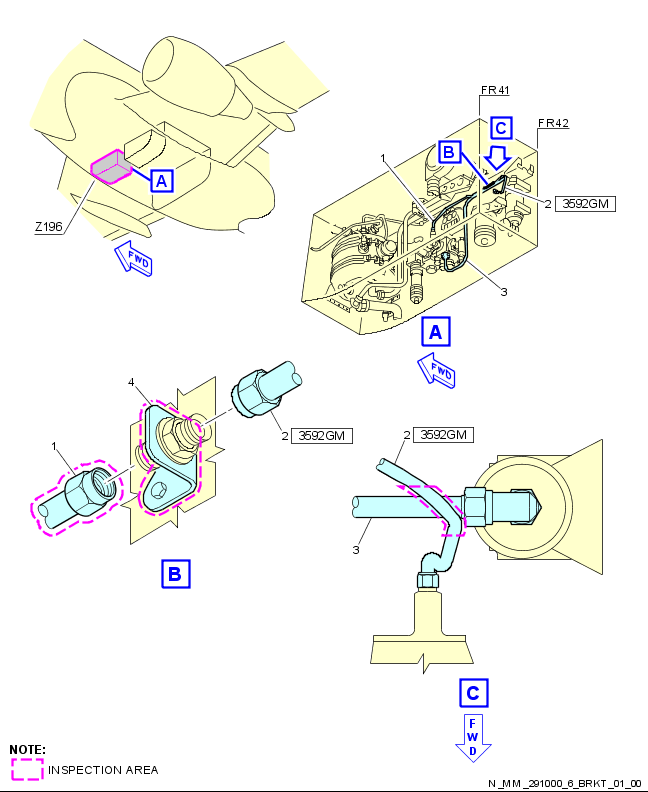 FR41
FR42
C
B
1
A
2 3592GM
Z196
FWD
3
A
FWD
4
2 3592GM
1
2 3592GM
3
B
C
FWD
NOTE:
INSPECTION AREA
N_MM_291000_6_BRKT_01_00